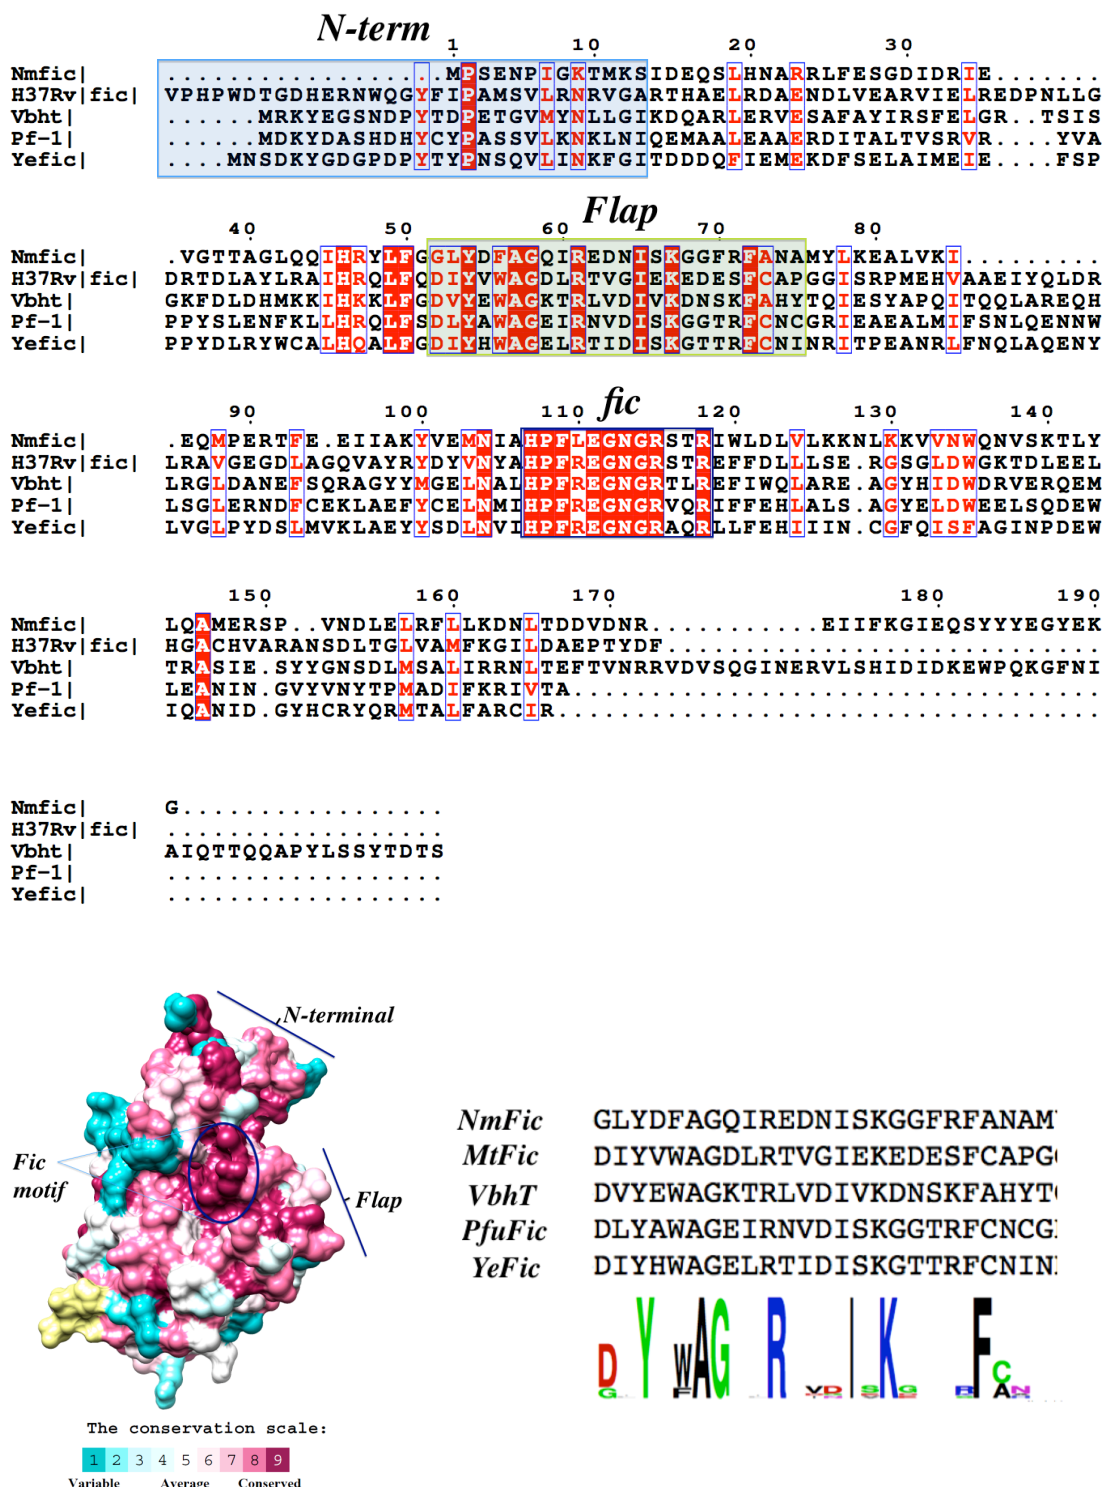 N-term
1 10 20 30
Nmfic| ..................MPSENPIGKTMKSIDEQSLHNARRLFESGDIDRIE.......
H37Rv|fic| VPHPWDTGDHERNWQGYFIPAMSVLRNRVGARTHAELRDAENDLVEARVIELREDPNLLG
Vbht| ......MRKYEGSNDPYTDPETGVMYNLLGIKDQARLERVESAFAYIRSFELGR..TSIS
Pf-1| ......MDKYDASHDHYCYPASSVLKNKLNIQEMAALEAAERDITALTVSRVR....YVA
Yefic| ....MNSDKYGDGPDPYTYPNSQVLINKFGITDDDQFIEMEKDFSELAIMEIE....FSP
Flap
40 50 60 70 80
Nmfic| .VGTTAGLQQIHRYLFGGLYDFAGQIREDNISKGGFRFANAMYLKEALVKI.........
H37Rv|fic| DRTDLAYLRAIHRQLFQDIYVWAGDLRTVGIEKEDESFCAPGGISRPMEHVAAEIYQLDR
Vbht| GKFDLDHMKKIHKKLFGDVYEWAGKTRLVDIVKDNSKFAHYTQIESYAPQITQQLAREQH
Pf-1| PPYSLENFKLLHRQLFSDLYAWAGEIRNVDISKGGTRFCNCGRIEAEALMIFSNLQENNW
Yefic| PPYDLRYWCALHQALFGDIYHWAGELRTIDISKGTTRFCNINRITPEANRLFNQLAQENY
fic
90 100 110 120 130 140
Nmfic| .EQMPERTFE.EIIAKYVEMNIAHPFLEGNGRSTRIWLDLVLKKNLKKVVNWQNVSKTLY
H37Rv|fic| LRAVGEGDLAGQVAYRYDYVNYAHPFREGNGRSTREFFDLLLSE.RGSGLDWGKTDLEEL
Vbht| LRGLDANEFSQRAGYYMGELNALHPFREGNGRTLREFIWQLARE.AGYHIDWDRVERQEM
Pf-1| LSGLERNDFCEKLAEFYCELNMIHPFREGNGRVQRIFFEHLALS.AGYELDWEELSQDEW
Yefic| LVGLPYDSLMVKLAEYYSDLNVIHPFREGNGRAQRLLFEHIIIN.CGFQISFAGINPDEW
150 160 170 180 190
Nmfic| LQAMERSP..VNDLELRFLLKDNLTDDVDNR...........EIIFKGIEQSYYYEGYEK
H37Rv|fic| HGACHVARANSDLTGLVAMFKGILDAEPTYDF............................
Vbht| TRASIE.SYYGNSDLMSALIRRNLTEFTVNRRVDVSQGINERVLSHIDIDKEWPQKGFNI
Pf-1| LEANIN.GVYVNYTPMADIFKRIVTA..................................
Yefic| IQANID.GYHCRYQRMTALFARCIR...................................
Nmfic| G.................
H37Rv|fic| ..................
Vbht| AIQTTQQAPYLSSYTDTS
Pf-1| ..................
Yefic| ..................
N-terminal
Fic
motif
Flap
The conservation scale:
1 2 3 4 5 6 7 8 9
Variable Average Conserved
NmFic GLYDFAGQIREDNISKGGFRFANAM
MtFic DIYVWAGDLRTVGIEKEDESFCAPG
VbhT DVYEWAGKTRLVDIVKDNSKFAHYT
PfuFic DLYAWAGEIRNVDISKGGTRFCNCG
YeFic DIYHWAGELRTIDISKGTTRFCNIN